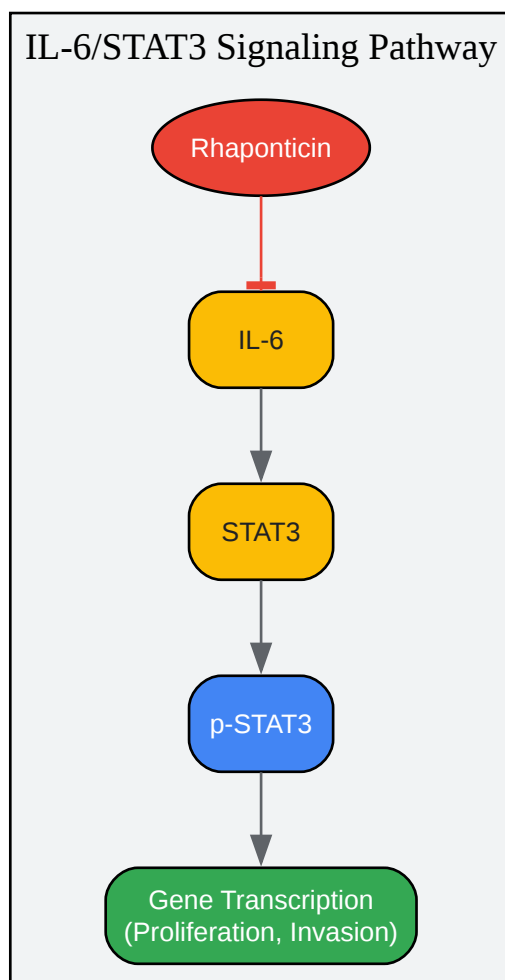 IL-6/STAT3 Signaling Pathway
Rhaponticin
IL-6
STAT3
p-STAT3
Gene Transcription
(Proliferation, Invasion)